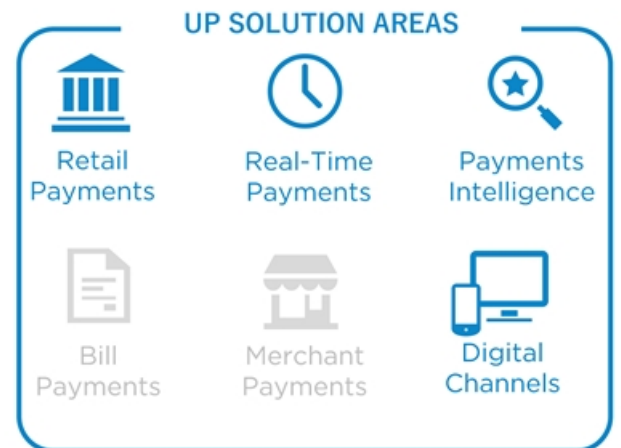 UP SOLUTION AREAS
Retail
Payments
Real-Time
Payments
Payments
Intelligence
Bill
Payments
Merchant
Payments
Digital
Channels